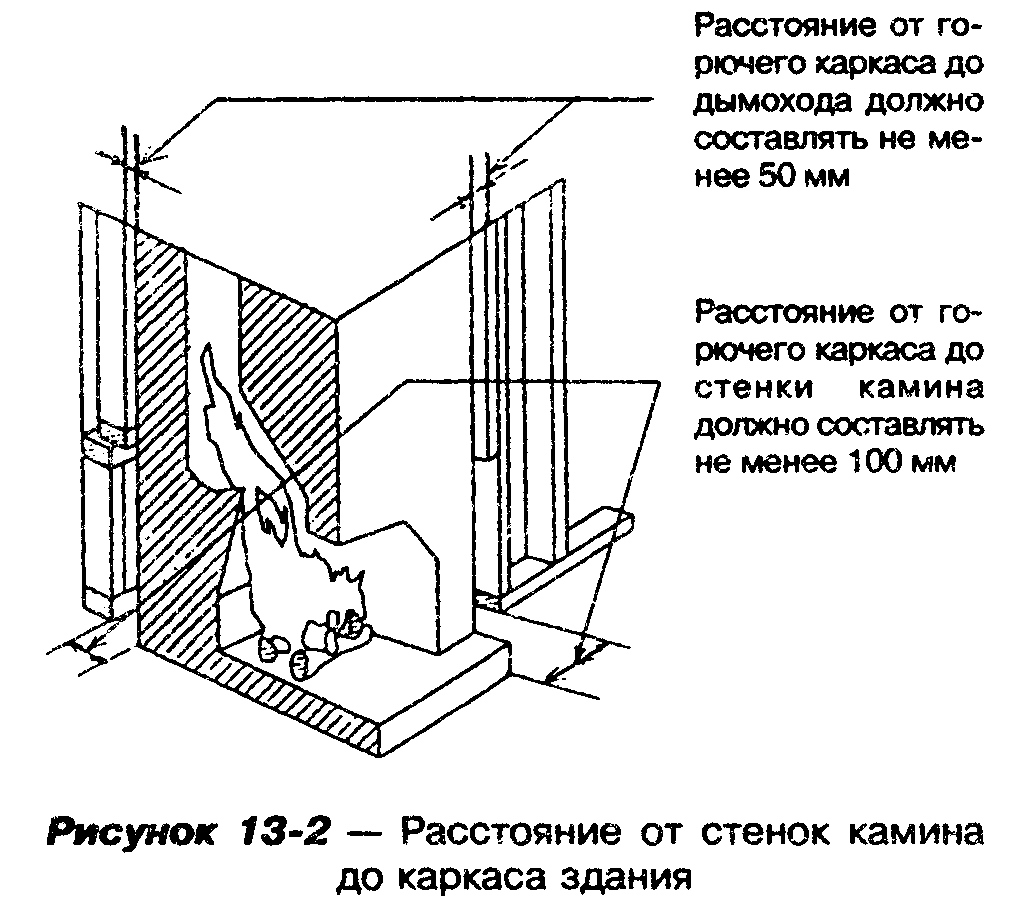 Расстояние от го-
рючего каркаса до
дымохода должно
составлять не ме-
нее 50 мм
Расстояние от го-
рючего каркаса до
стенки камина
должно составлять
не менее 100 мм
Рисунок 13-2 — Расстояние от стенок камина
до каркаса здания